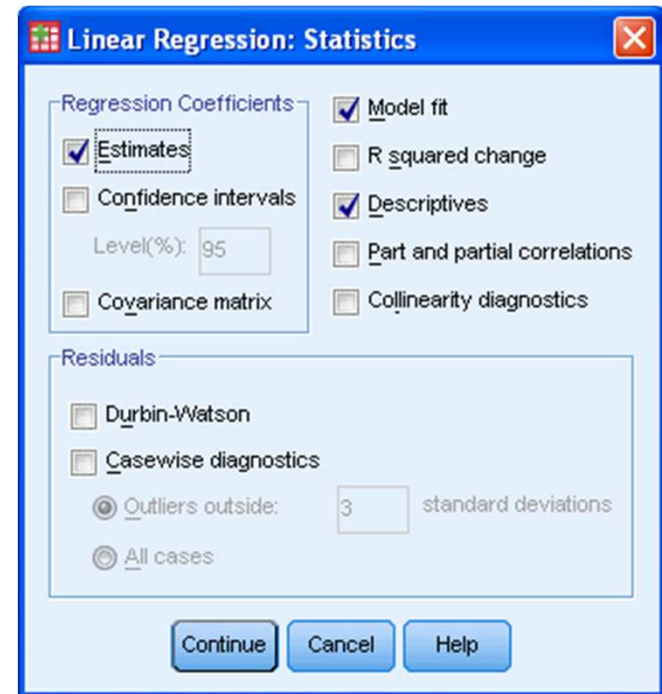 Linear Regression: Statistics
Regression Coefficients
Estimates
Confidence intervals
Level(%): 95
Covariance matrix
Model fit
R squared change
Descriptives
Part and partial correlations
Collinearity diagnostics
Residuals
Durbin-Watson
Casewise diagnostics
Outliers outside: 3 standard deviations
All cases
Continue Cancel Help